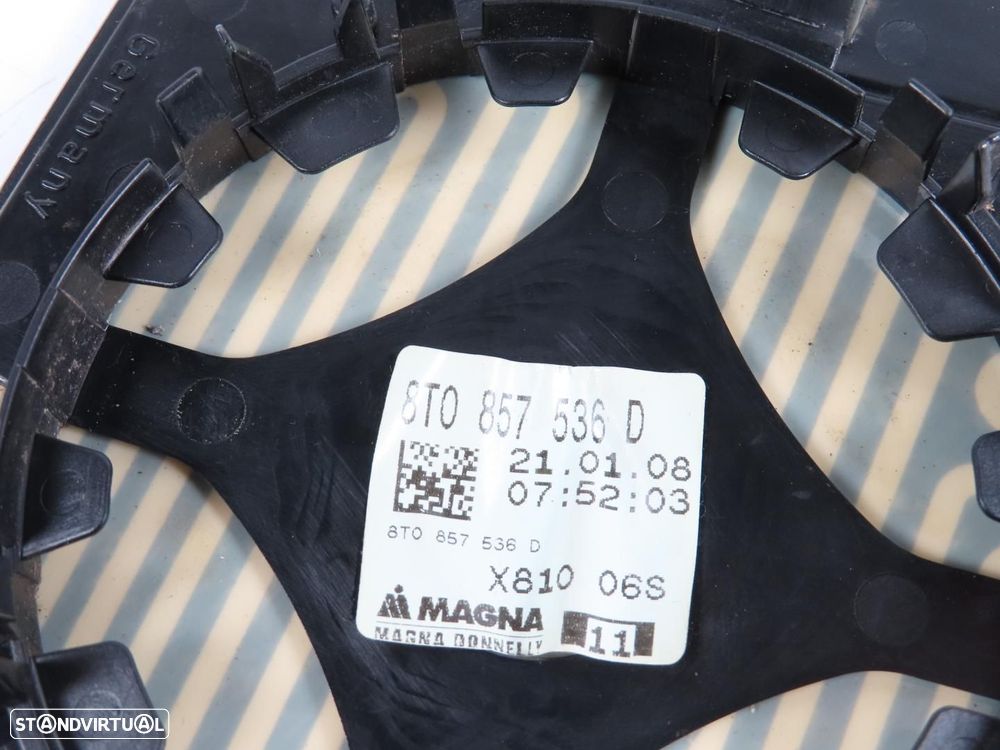 Germany
8T0 857 536 D
21.01.08
07:52:03
8T0 857 536 D
X810 06S
MAGNA
MAGNA DONNELLY
11
STANDVIRTUAL